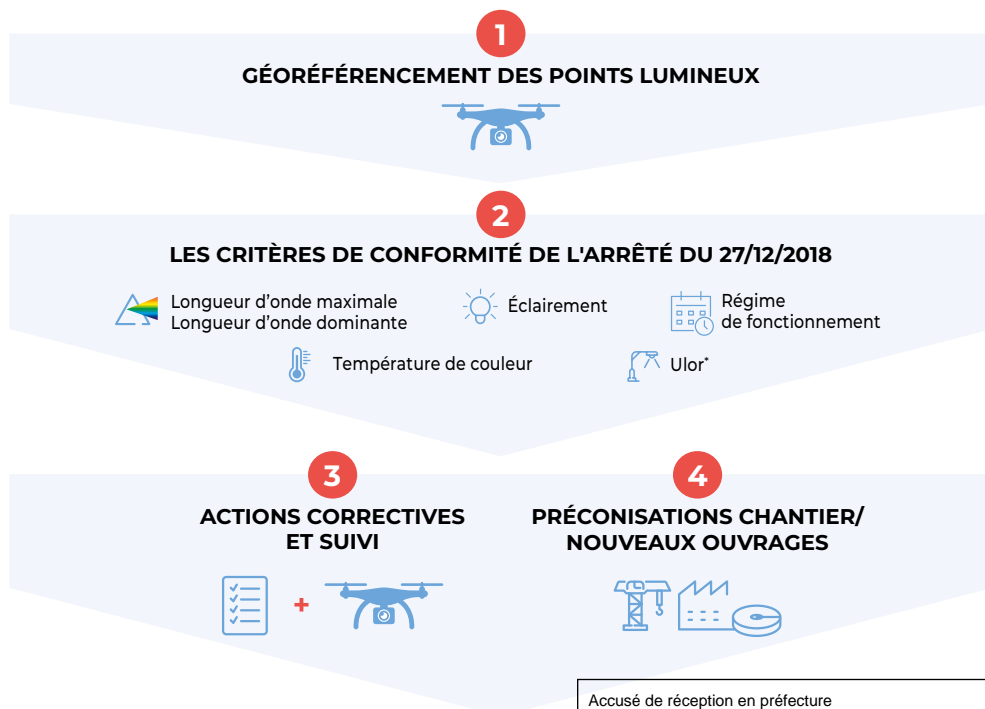 1
GÉORÉFÉRENCEMENT DES POINTS LUMINEUX
2
LES CRITÈRES DE CONFORMITÉ DE L'ARRÊTÉ DU 27/12/2018
Longueur d'onde maximale
Longueur d'onde dominante
Éclairement
Régime
de fonctionnement
Température de couleur
Ulor*
3
ACTIONS CORRECTIVES
ET SUIVI
+
4
PRÉCONISATIONS CHANTIER/
NOUVEAUX OUVRAGES
Accusé de réception en préfecture